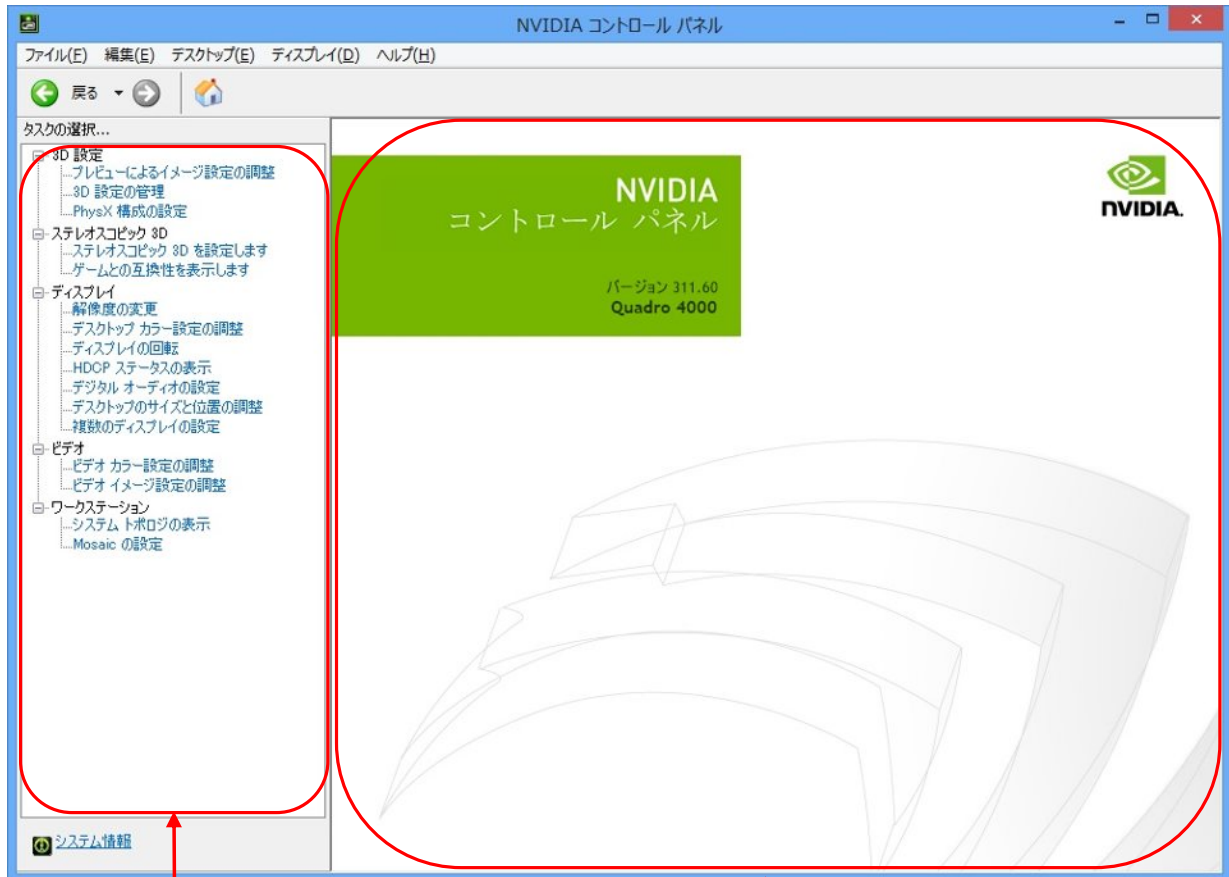 NVIDIA コントロール パネル
ファイル(F) 編集(E) デスクトップ(E) ディスプレイ(D) ヘルプ(H)
戻る
タスクの選択...
3D 設定
プレビューによるイメージ設定の調整
3D 設定の管理
PhysX 構成の設定
ステレオスコピック 3D
ステレオスコピック 3D を設定します
ゲームとの互換性を表示します
ディスプレイ
解像度の変更
デスクトップ カラー設定の調整
ディスプレイの回転
HDCP ステータスの表示
デジタル オーディオの設定
デスクトップのサイズと位置の調整
複数のディスプレイの設定
ビデオ
ビデオ カラー設定の調整
ビデオ イメージ設定の調整
ワークステーション
システム トポロジの表示
Mosaic の設定
システム情報
NVIDIA
コントロール パネル
バージョン 311.60
Quadro 4000
NVIDIA.